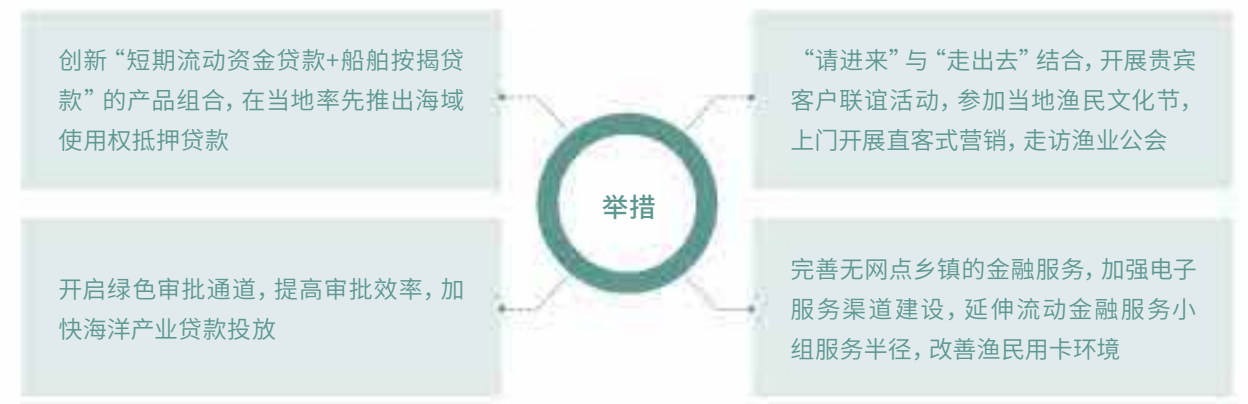 创新“短期流动资金贷款+船舶按揭贷
款”的产品组合,在当地率先推出海域
使用权抵押贷款
“请进来”与“走出去”结合,开展贵宾
客户联谊活动,参加当地渔民文化节,
上门开展直客式营销,走访渔业公会
举措
开启绿色审批通道,提高审批效率,加
快海洋产业贷款投放
完善无网点乡镇的金融服务,加强电子
服务渠道建设,延伸流动金融服务小
组服务半径,改善渔民用卡环境